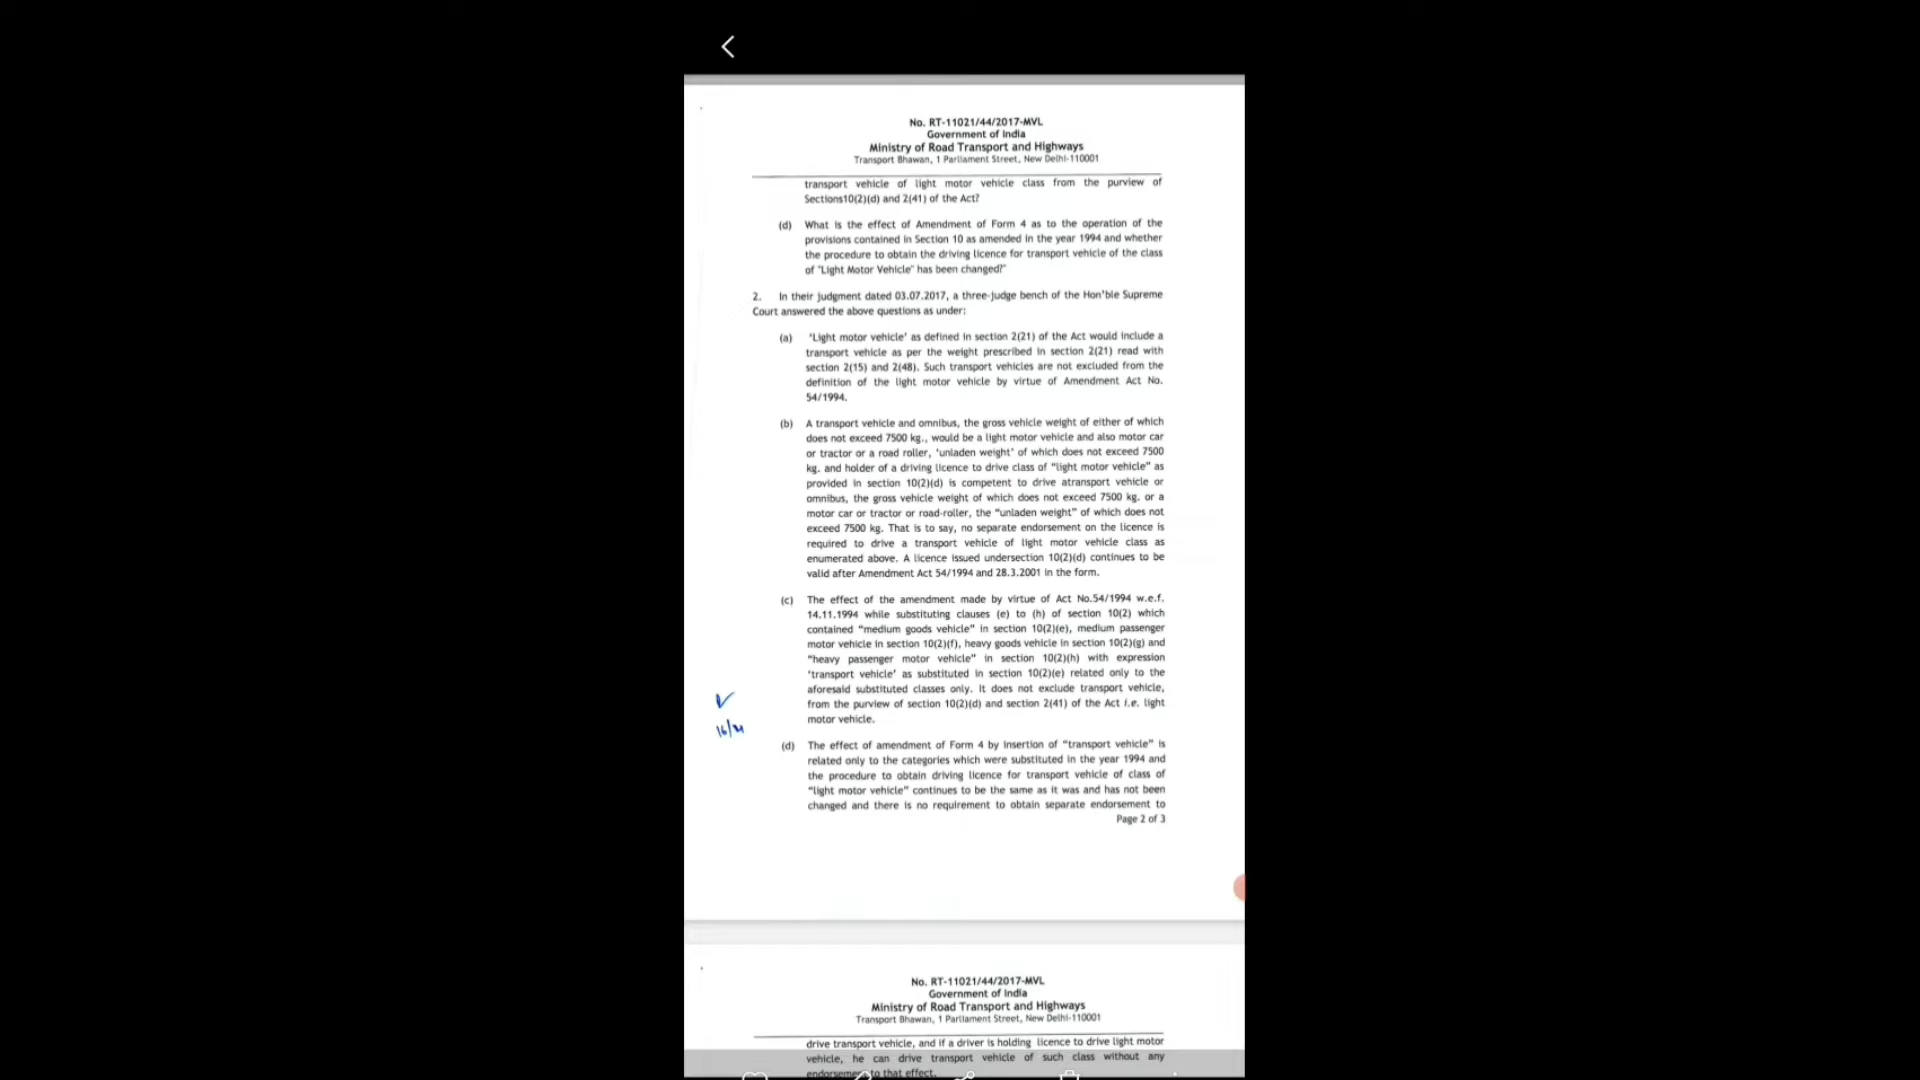 No. RT-11021/44/2017-MVL
Government of India
Ministry of Road Transport and Highways
Transport Bhawan, 1 Parliament Street, New Delhi-110001
transport vehicle of light motor vehicle class from the purview of
Sections10(2)(d) and 2(41) of the Act?
(d) What is the effect of Amendment of Form 4 as to the operation of the
provisions contained in Section 10 as amended in the year 1994 and whether
the procedure to obtain the driving licence for transport vehicle of the class
of "Light Motor Vehicle" has been changed?"
2. In their judgment dated 03.07.2017, a three-judge bench of the Hon'ble Supreme
Court answered the above questions as under:
(a) 'Light motor vehicle' as defined in section 2(21) of the Act would include a
transport vehicle as per the weight prescribed in section 2(21) read with
section 2(15) and 2(48). Such transport vehicles are not excluded from the
definition of the light motor vehicle by virtue of Amendment Act No.
54/1994.
(b) A transport vehicle and omnibus, the gross vehicle weight of either of which
does not exceed 7500 kg., would be a light motor vehicle and also motor car
or tractor or a road roller, 'unladen weight' of which does not exceed 7500
kg. and holder of a driving licence to drive class of "light motor vehicle" as
provided in section 10(2)(d) is competent to drive atransport vehicle or
omnibus, the gross vehicle weight of which does not exceed 7500 kg. or a
motor car or tractor or road-roller, the "unladen weight" of which does not
exceed 7500 kg. That is to say, no separate endorsement on the licence is
required to drive a transport vehicle of light motor vehicle class as
enumerated above. A licence issued undersection 10(2)(d) continues to be
valid after Amendment Act 54/1994 and 28.3.2001 in the form.
(c) The effect of the amendment made by virtue of Act No.54/1994 w.e.f.
14.11.1994 while substituting clauses (e) to (h) of section 10(2) which
contained "medium goods vehicle" in section 10(2)(e), medium passenger
motor vehicle in section 10(2)(f), heavy goods vehicle in section 10(2)(g) and
"heavy passenger motor vehicle" in section 10(2)(h) with expression
'transport vehicle' as substituted in section 10(2)(e) related only to the
aforesaid substituted classes only. It does not exclude transport vehicle,
from the purview of section 10(2)(d) and section 2(41) of the Act i.e. light
motor vehicle.
(d) The effect of amendment of Form 4 by insertion of "transport vehicle" is
related only to the categories which were substituted in the year 1994 and
the procedure to obtain driving licence for transport vehicle of class of
"light motor vehicle" continues to be the same as it was and has not been
changed and there is no requirement to obtain separate endorsement to
Page 2 of 3
No. RT-11021/44/2017-MVL
Government of India
Ministry of Road Transport and Highways
Transport Bhawan, 1 Parliament Street, New Delhi-110001
drive transport vehicle, and if a driver is holding licence to drive light motor
vehicle, he can drive transport vehicle of such class without any
endorsement to that effect.